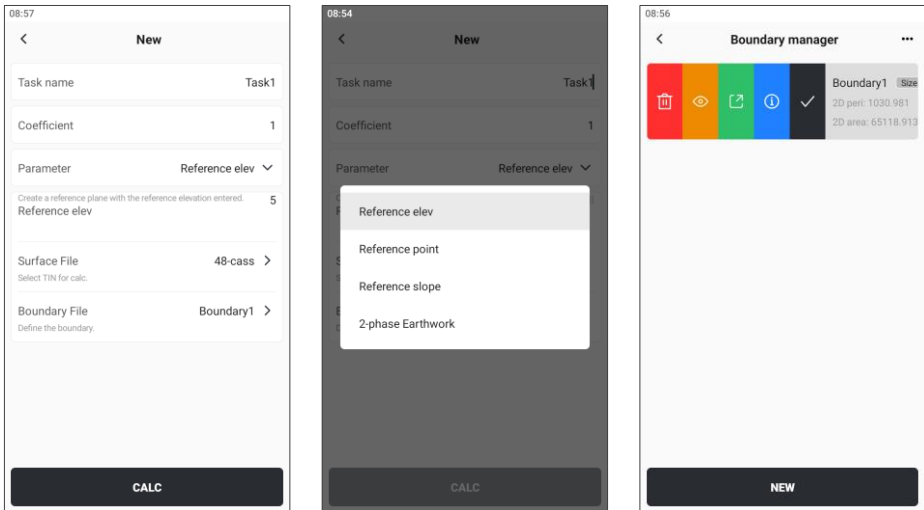 08:57
New
Task name Task1
Coefficient 1
Parameter Reference elev
Create a reference plane with the reference elevation entered. 5
Reference elev
Surface File 48-cass
Select TIN for calc.
Boundary File Boundary1
Define the boundary.
CALC
08:54
New
Task name Task1
Coefficient 1
Parameter Reference elev
Reference elev
Reference point
Reference slope
2-phase Earthwork
CALC
08:56
Boundary manager
Boundary1 Size
2D peri: 1030.981
2D area: 65118.913
NEW